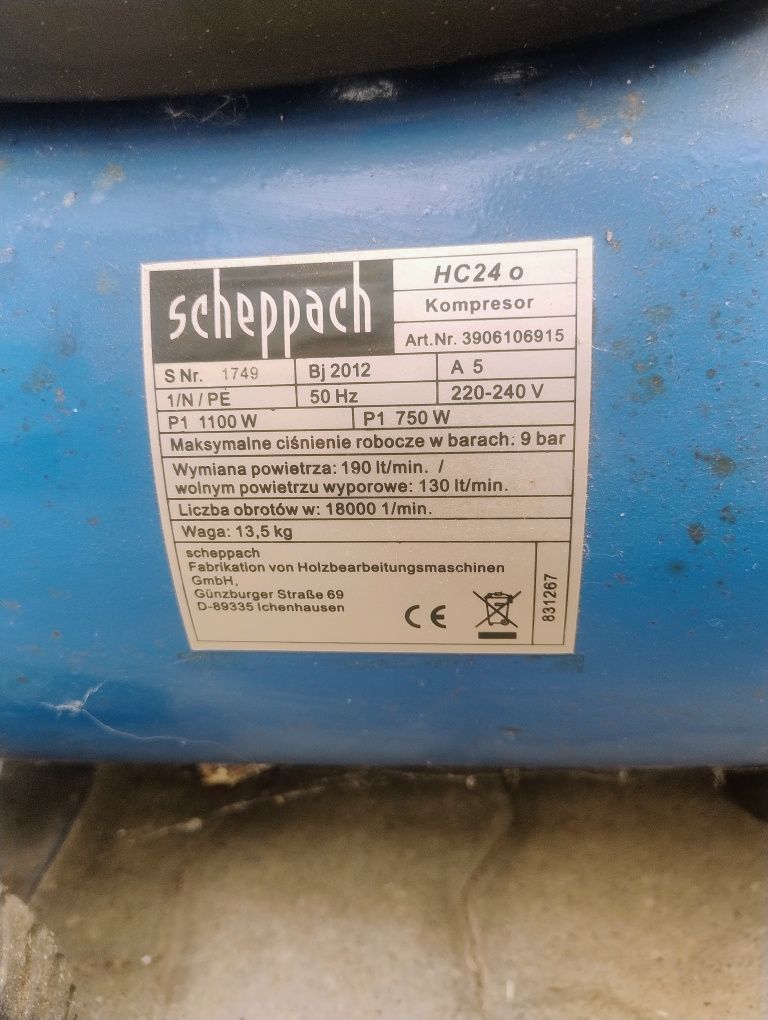 scheppach
HC24 o
Kompresor
Art.Nr. 3906106915
S Nr. 1749
Bj 2012
A 5
1/N / PE
50 Hz
220-240 V
P1 1100 W
P1 750 W
Maksymalne ciśnienie robocze w barach: 9 bar
Wymiana powietrza: 190 lt/min. /
wolnym powietrzu wyporowe: 130 lt/min.
Liczba obrotów w: 18000 1/min.
Waga: 13,5 kg
scheppach
Fabrikation von Holzbearbeitungsmaschinen
GmbH,
Günzburger Straße 69
D-89335 Ichenhausen
CE
831267